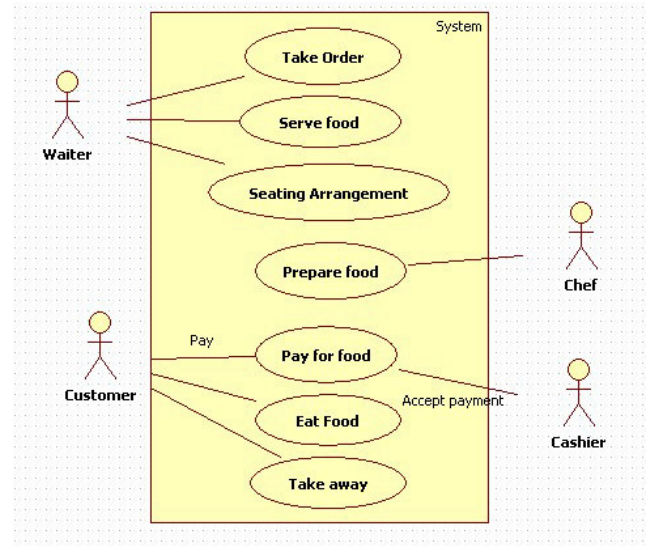 System
Take Order
Serve food
Waiter
Seating Arrangement
Prepare food
Chef
Pay
Pay for food
Customer
Accept payment
Eat Food
Cashier
Take away